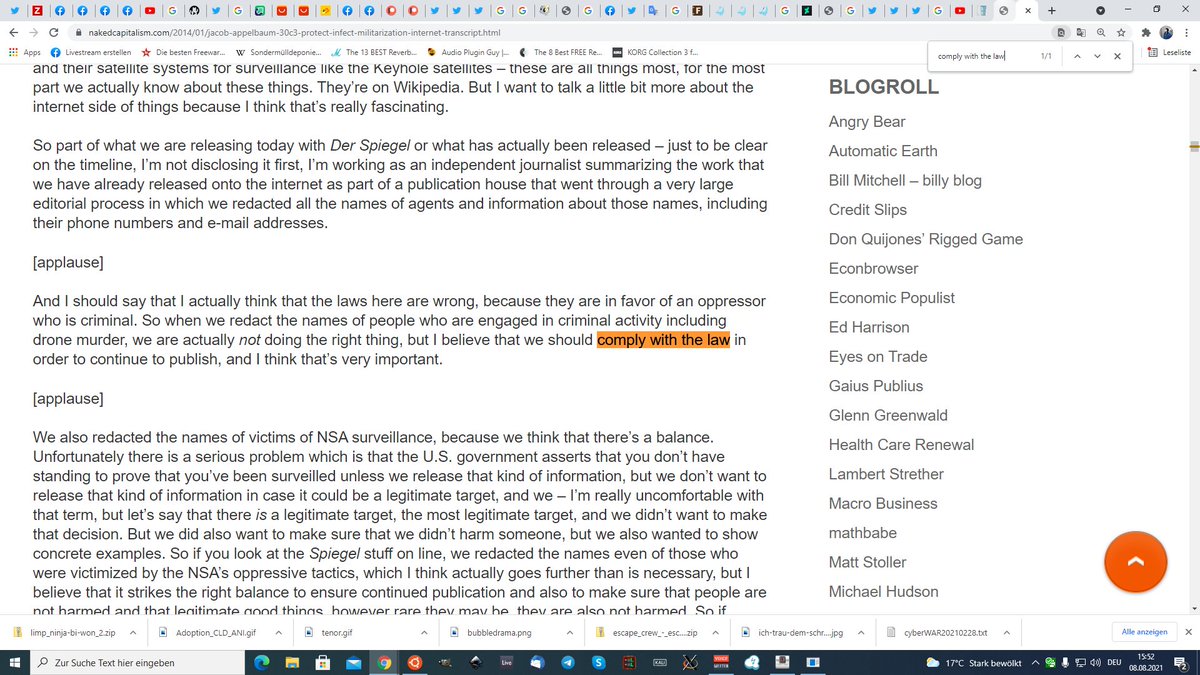 nakedcapitalism.com/2014/01/jacob-appelbaum-30c3-protect-infect-militarization-internet-transcript.html
Apps
Livestream erstellen
Die besten Freewar...
Sondermülldeponie...
The 13 BEST Reverb...
Audio Plugin Guy |...
The 8 Best FREE Re...
KORG Collection 3 f...
Leseliste
comply with the law
1/1
and their satellite systems for surveillance like the Keyhole satellites – these are all things most, for the most
part we actually know about these things. They're on Wikipedia. But I want to talk a little bit more about the
internet side of things because I think that's really fascinating.
So part of what we are releasing today with Der Spiegel or what has actually been released – just to be clear
on the timeline, I'm not disclosing it first, I'm working as an independent journalist summarizing the work that
we have already released onto the internet as part of a publication house that went through a very large
editorial process in which we redacted all the names of agents and information about those names, including
their phone numbers and e-mail addresses.
[applause]
And I should say that I actually think that the laws here are wrong, because they are in favor of an oppressor
who is criminal. So when we redact the names of people who are engaged in criminal activity including
drone murder, we are actually not doing the right thing, but I believe that we should comply with the law in
order to continue to publish, and I think that's very important.
[applause]
We also redacted the names of victims of NSA surveillance, because we think that there's a balance.
Unfortunately there is a serious problem which is that the U.S. government asserts that you don't have
standing to prove that you've been surveilled unless we release that kind of information, but we don't want to
release that kind of information in case it could be a legitimate target, and we – I'm really uncomfortable with
that term, but let's say that there is a legitimate target, the most legitimate target, and we didn't want to make
that decision. But we did also want to make sure that we didn't harm someone, but we also wanted to show
concrete examples. So if you look at the Spiegel stuff on line, we redacted the names even of those who
were victimized by the NSA's oppressive tactics, which I think actually goes further than is necessary, but I
believe that it strikes the right balance to ensure continued publication and also to make sure that people are
not harmed and that legitimate good things, however rare they may be, they are also not harmed. So if
BLOGROLL
Angry Bear
Automatic Earth
Bill Mitchell – billy blog
Credit Slips
Don Quijones' Rigged Game
Econbrowser
Economic Populist
Ed Harrison
Eyes on Trade
Gaius Publius
Glenn Greenwald
Health Care Renewal
Lambert Strether
Macro Business
mathbabe
Matt Stoller
Michael Hudson
limp_ninja-bi-won_2.zip
Adoption_CLD_ANI.gif
tenor.gif
bubbledrama.png
escape_crew_-_esc....zip
ich-trau-dem-schr....jpg
cyberWAR20210228.txt
Alle anzeigen
Zur Suche Text hier eingeben
Live
KALI
17°C Stark bewölkt
DEU
15:52
08.08.2021
2